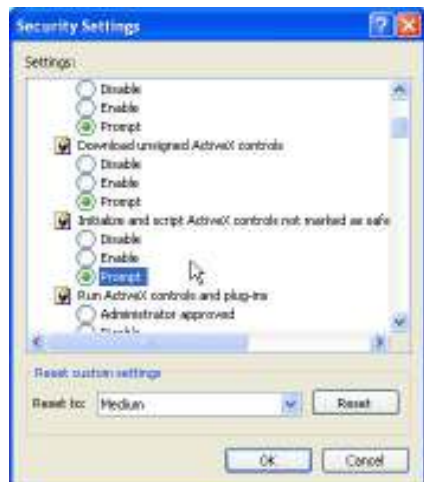 Security Settings
Settings:
Disable
Enable
Prompt
Download unsigned ActiveX controls
Disable
Enable
Prompt
Initialize and script ActiveX controls not marked as safe
Disable
Enable
Prompt
Run ActiveX controls and plug-ins
Administrator approved
Disable
Reset custom settings
Reset to: Medium Reset
OK Cancel